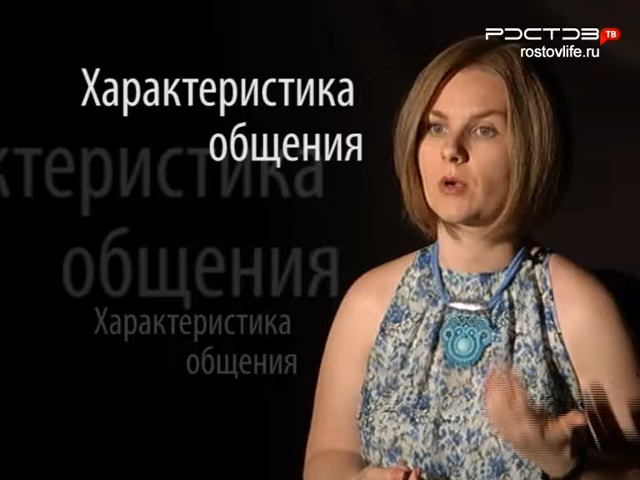 РОСТОВ ТВ
rostovlife.ru
Характеристика
общения
ктеристика
общения
Характеристика
общения